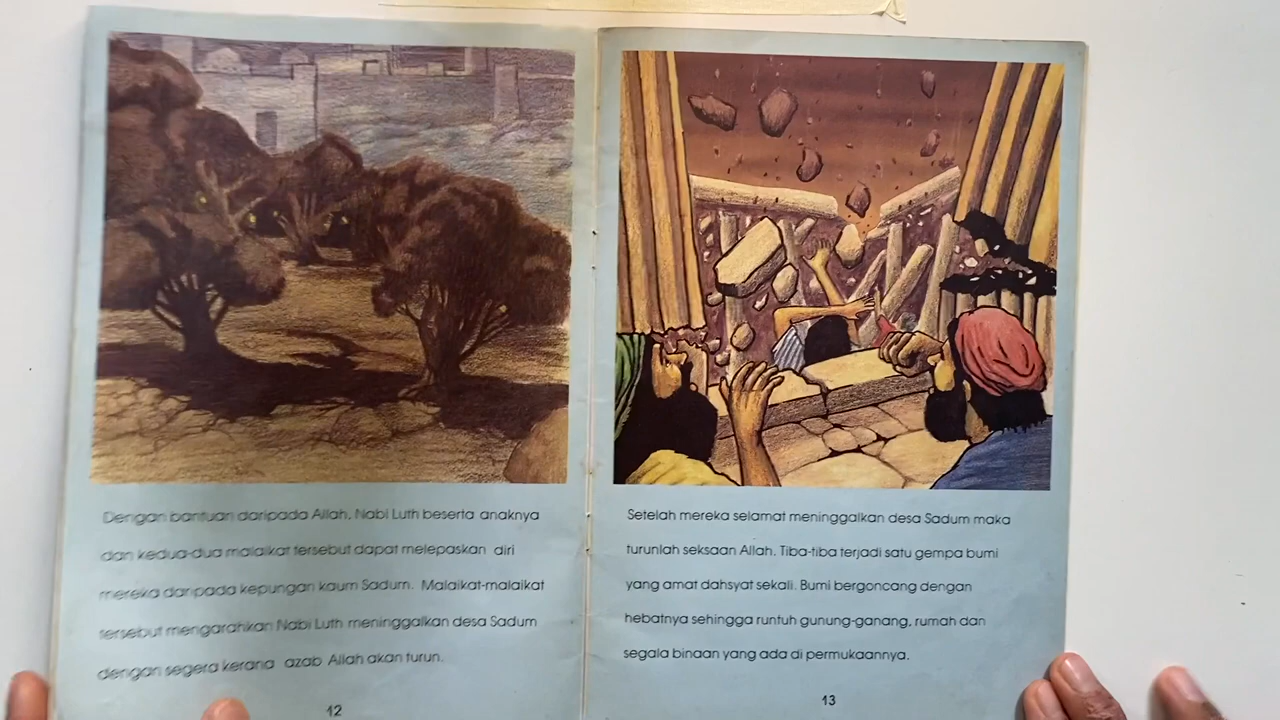 Dengan bantuan daripada Allah, Nabi Luth beserta anaknya
dan kedua-dua malaikat tersebut dapat melepaskan diri
mereka daripada kepungan kaum Sadum. Malaikat-malaikat
tersebut mengarahkan Nabi Luth meninggalkan desa Sadum
dengan segera kerana azab Allah akan turun.
12
Setelah mereka selamat meninggalkan desa Sadum maka
turunlah seksaan Allah. Tiba-tiba terjadi satu gempa bumi
yang amat dahsyat sekali. Bumi bergoncang dengan
hebatnya sehingga runtuh gunung-ganang, rumah dan
segala binaan yang ada di permukaannya.
13